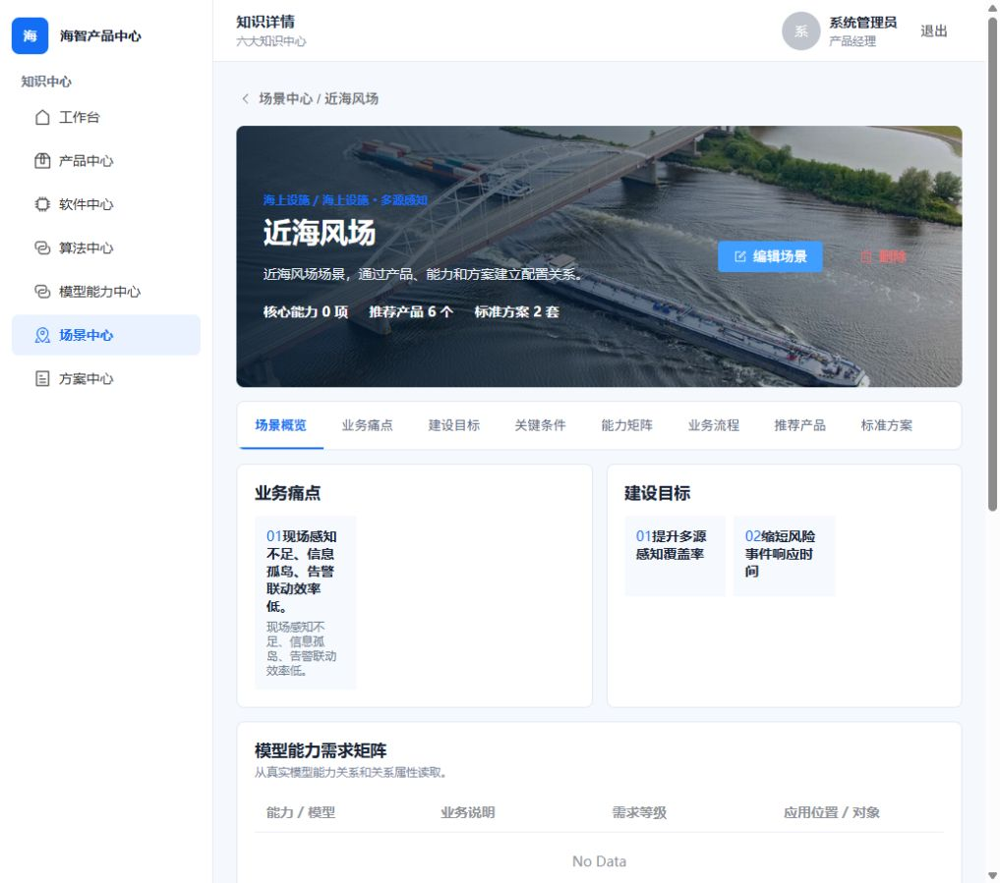 海 海智产品中心
知识中心
工作台
产品中心
软件中心
算法中心
模型能力中心
场景中心
方案中心
知识详情
六大知识中心
系 系统管理员
产品经理
退出
场景中心 / 近海风场
海上设施 / 海上设施・多源感知
近海风场
近海风场场景，通过产品、能力和方案建立配置关系。
核心能力 0 项 推荐产品 6 个 标准方案 2 套
编辑场景
删除
场景概览 业务痛点 建设目标 关键条件 能力矩阵 业务流程 推荐产品 标准方案
业务痛点
01现场感知
不足、信息
孤岛、告警
联动效率
低。
现场感知不
足、信息孤
岛、告警联动
效率低。
建设目标
01提升多源
感知覆盖率
02缩短风险
事件响应时
间
模型能力需求矩阵
从真实模型能力关系和关系属性读取。
能力 / 模型 业务说明 需求等级 应用位置 / 对象
No Data